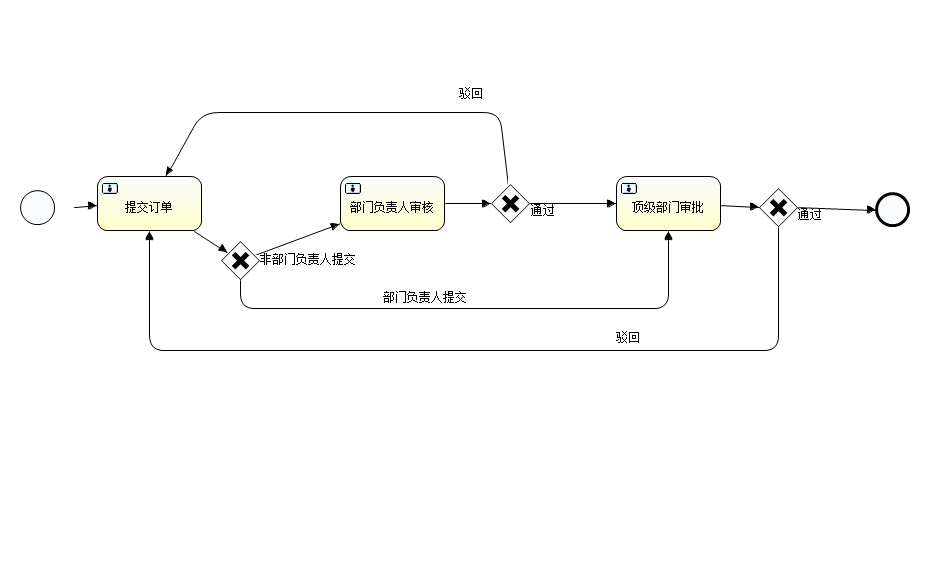 驳回
提交订单
部门负责人审核
通过
顶级部门审批
通过
非部门负责人提交
部门负责人提交
驳回